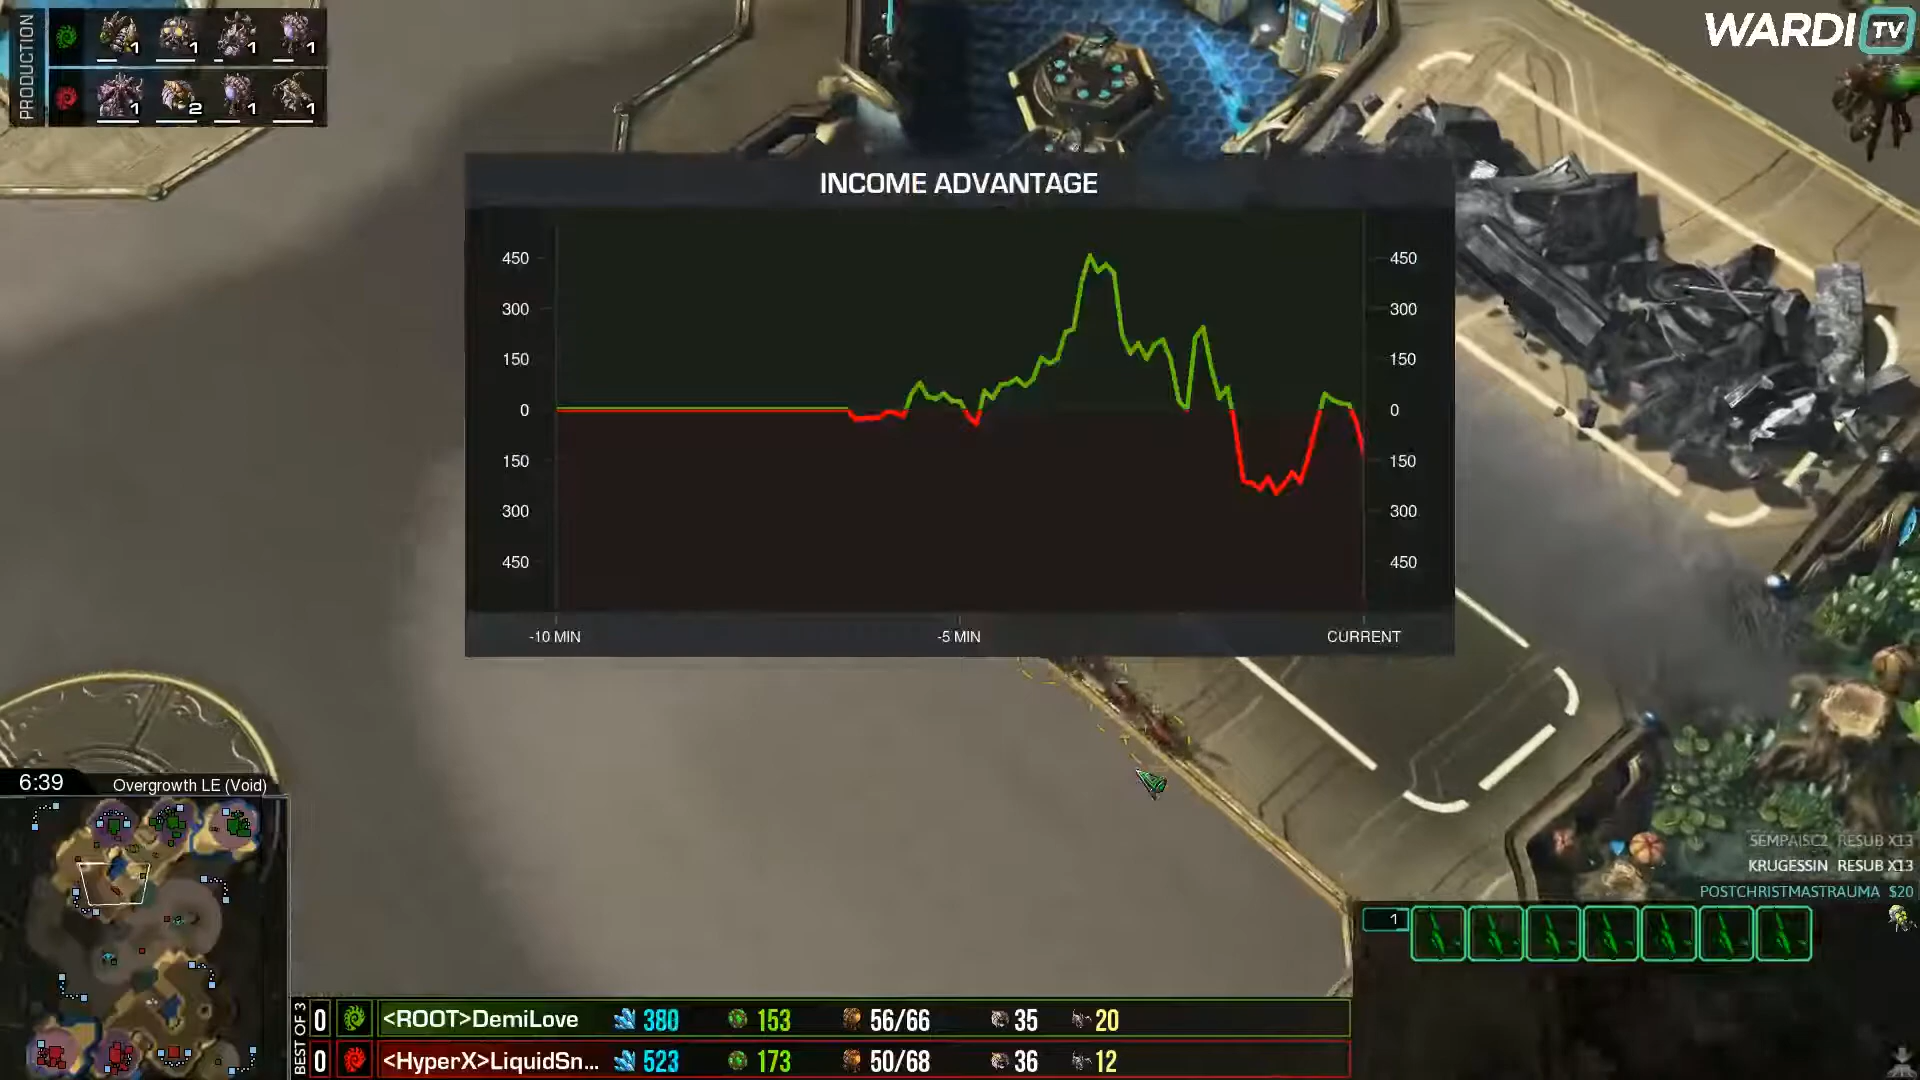 PRODUCTION
1 1 1 1
1 2 1 1
WARDI TV
INCOME ADVANTAGE
450 450
300 300
150 150
0 0
150 150
300 300
450 450
-10 MIN -5 MIN CURRENT
6:39 Overgrowth LE (Void)
SEMPAISC2 RESUB X13
KRUGESSIN RESUB X13
POSTCHRISTMASTRAUMA $20
1
BEST OF 3
0 <ROOT>DemiLove 380 153 56/66 35 20
0 <HyperX>LiquidSn... 523 173 50/68 36 12